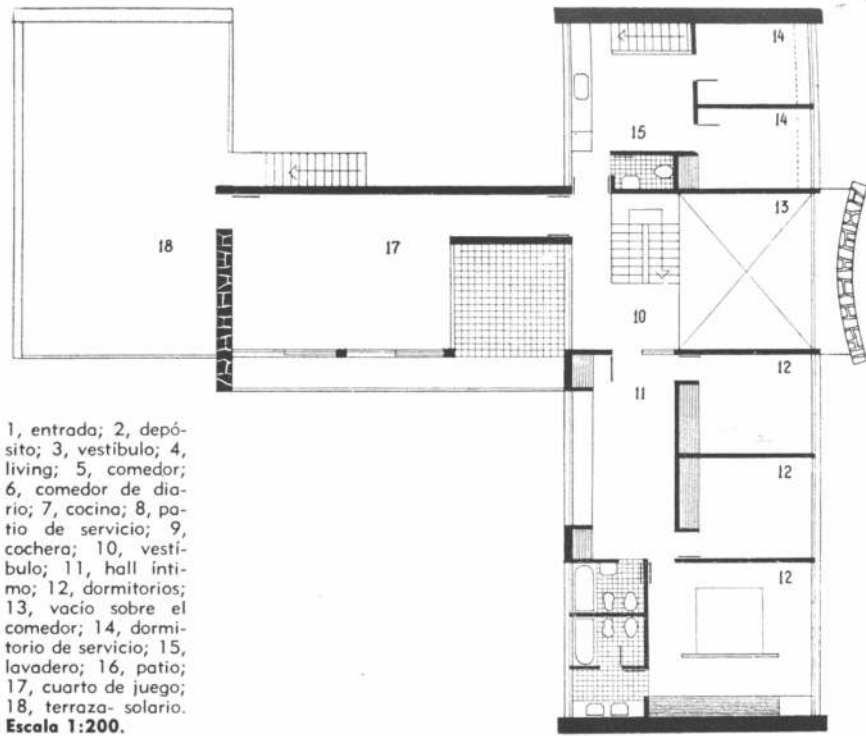 14
14
15
13
18
17
10
12
11
12
12
1, entrada; 2, depó-
sito; 3, vestíbulo; 4,
living; 5, comedor;
6, comedor de dia-
rio; 7, cocina; 8, pa-
tio de servicio; 9,
cochera; 10, vestí-
bulo; 11, hall ínti-
mo; 12, dormitorios;
13, vacío sobre el
comedor; 14, dormi-
torio de servicio; 15,
lavadero; 16, patio;
17, cuarto de juego;
18, terraza- solario.
Escala 1:200.